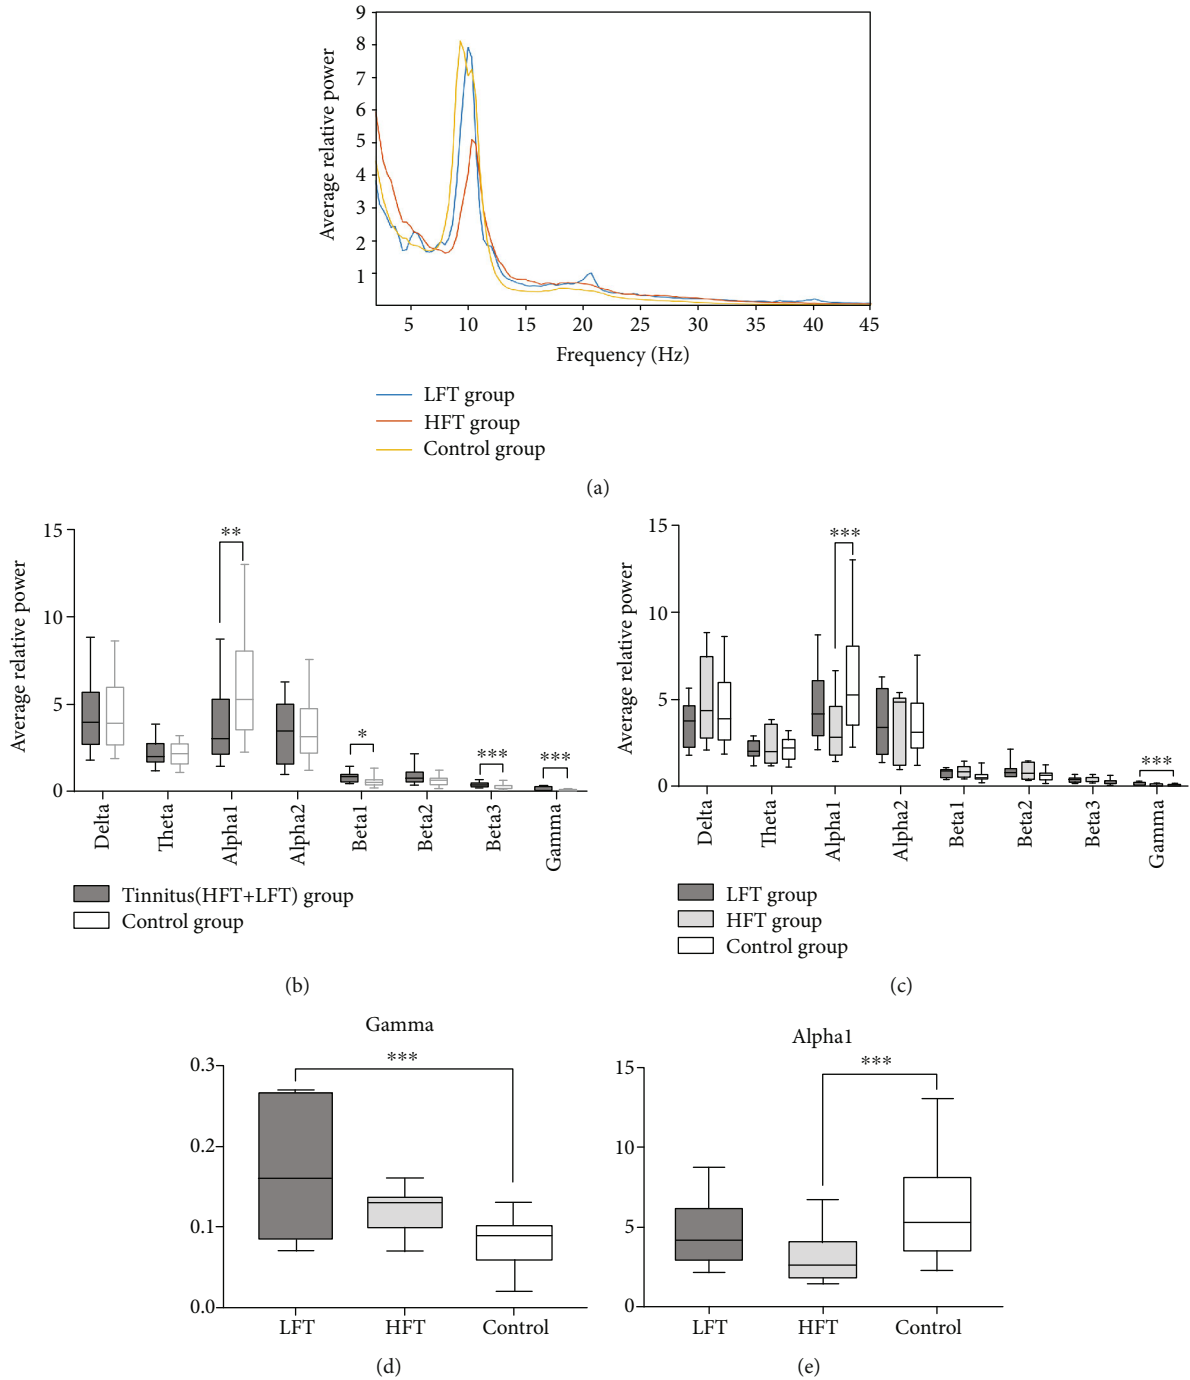 9
8
7
6
5
4
3
2
1
Average relative power
5 10 15 20 25 30 35 40 45
Frequency (Hz)
LFT group
HFT group
Control group
(a)
15
10
5
0
Average relative power
** * *** ***
Delta Theta Alpha1 Alpha2 Beta1 Beta2 Beta3 Gamma
Tinnitus(HFT+LFT) group
Control group
(b)
15
10
5
0
Average relative power
*** ***
Delta Theta Alpha1 Alpha2 Beta1 Beta2 Beta3 Gamma
LFT group
HFT group
Control group
(c)
Gamma
***
0.3
0.2
0.1
0.0
LFT HFT Control
(d)
Alpha1
***
15
10
5
0
LFT HFT Control
(e)